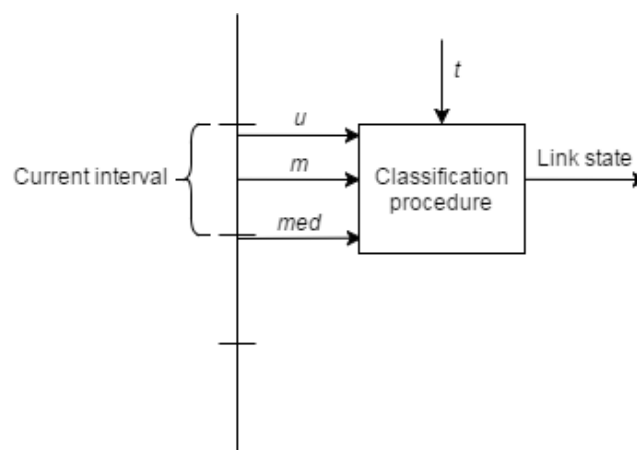 t
u
Current interval
m
Classification
procedure
Link state
med